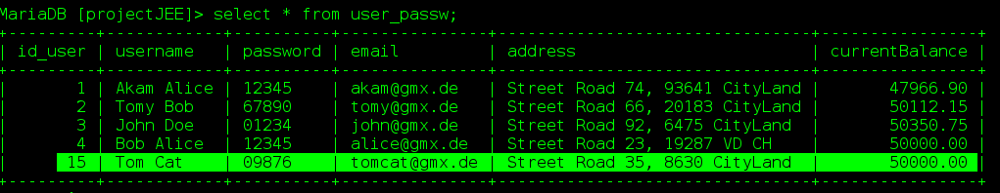 MariaDB [projectJEE]> select * from user_passw;
+---------+------------+----------+---------------+--------------------------------+----------------+
| id_user | username   | password | email         | address                        | currentBalance |
+---------+------------+----------+---------------+--------------------------------+----------------+
|       1 | Akam Alice | 12345    | akam@gmx.de   | Street Road 74, 93641 CityLand |       47966.90 |
|       2 | Tomy Bob   | 67890    | tomy@gmx.de   | Street Road 66, 20183 CityLand |       50112.15 |
|       3 | John Doe   | 01234    | john@gmx.de   | Street Road 92, 6475 CityLand  |       50350.75 |
|       4 | Bob Alice  | 12345    | alice@gmx.de  | Street Road 23, 19287 VD CH    |       50000.00 |
|      15 | Tom Cat    | 09876    | tomcat@gmx.de | Street Road 35, 8630 CityLand  |       50000.00 |
+---------+------------+----------+---------------+--------------------------------+----------------+